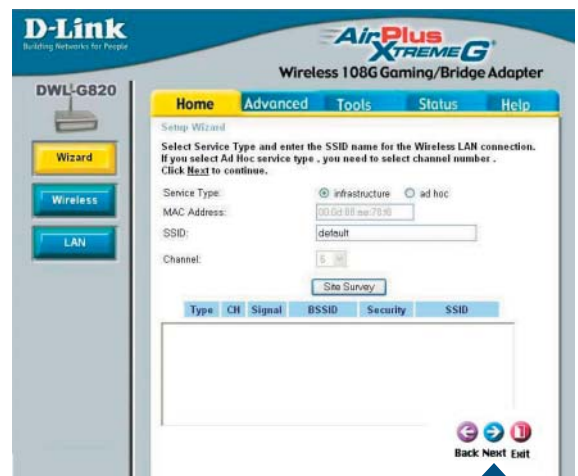 D-Link
Building Networks for People
AirPlus
XTREME G
Wireless 108G Gaming/Bridge Adapter
DWL-G820
Home Advanced Tools Status Help
Wizard
Wireless
LAN
Setup Wizard
Select Service Type and enter the SSID name for the Wireless LAN connection.
If you select Ad Hoc service type , you need to select channel number .
Click Next to continue.
Service Type: infrastructure ad hoc
MAC Address:
SSID: default
Channel: 6
Site Survey
Type CH Signal BSSID Security SSID
Back Next Exit